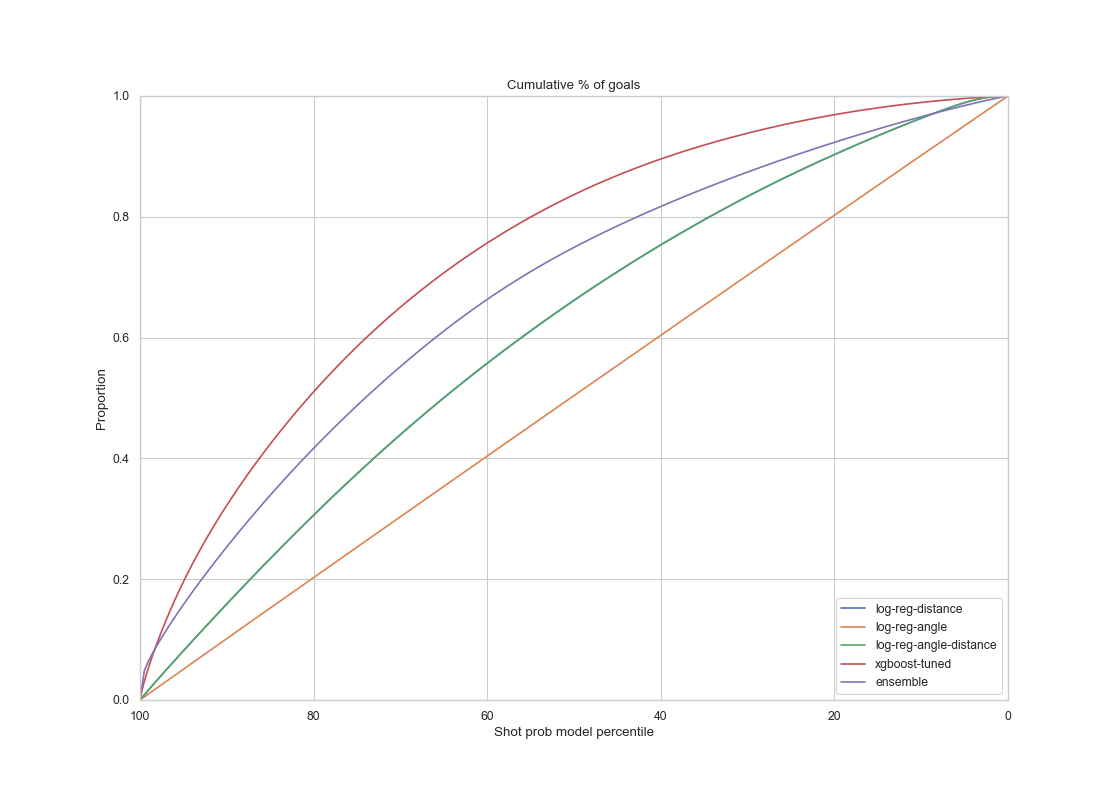 Cumulative % of goals
1.0
0.8
0.6
0.4
0.2
0.0
Proportion
100 80 60 40 20 0
Shot prob model percentile
log-reg-distance
log-reg-angle
log-reg-angle-distance
xgboost-tuned
ensemble